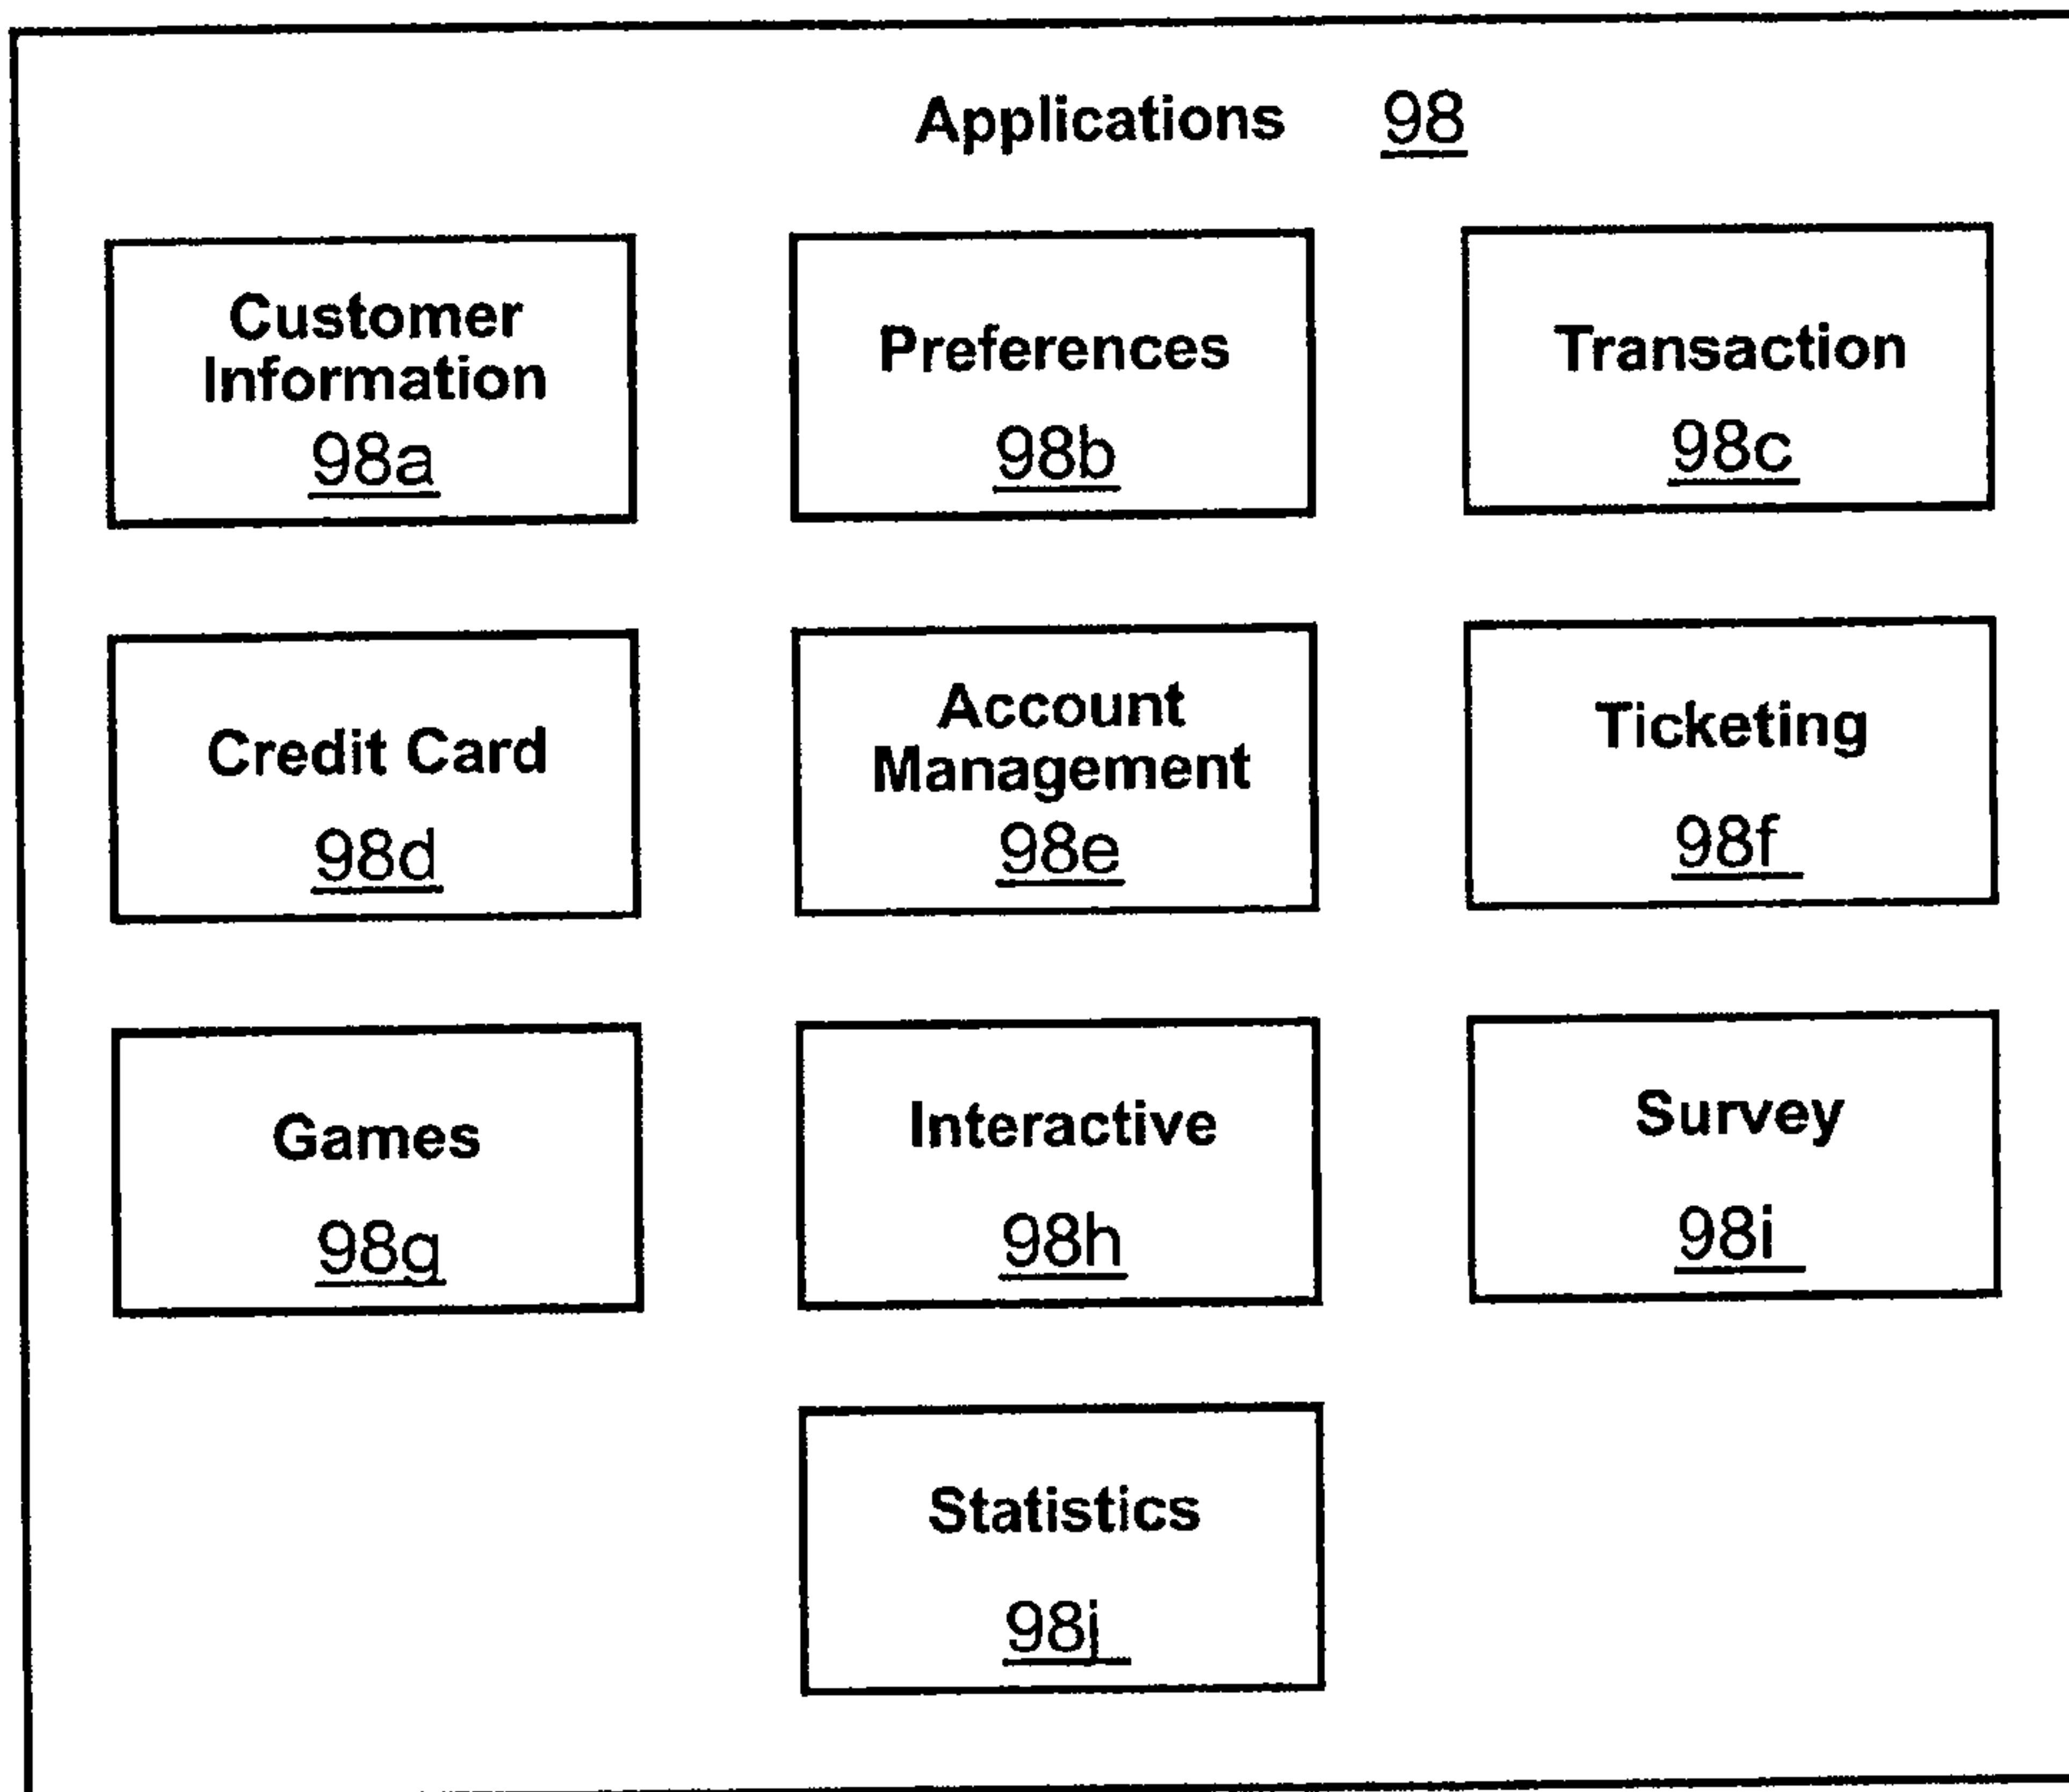 Applications 98
Customer
Information
98a
Preferences
98b
Transaction
98c
Credit Card
98d
Account
Management
98e
Ticketing
98f
Games
98g
Interactive
98h
Survey
98i
Statistics
98j